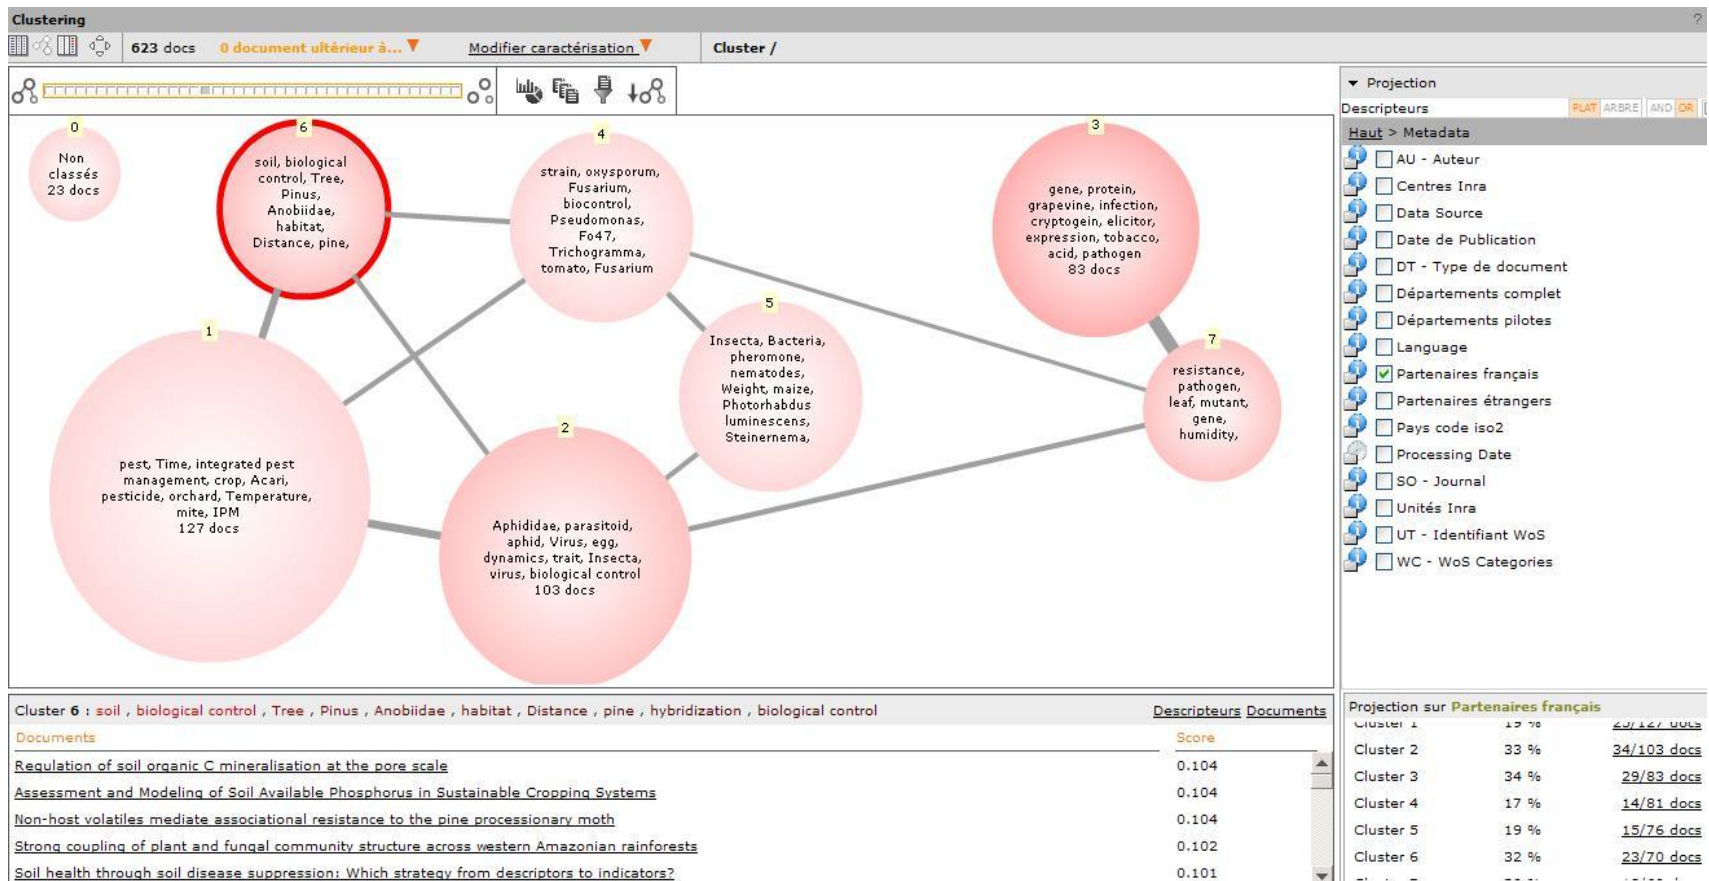 Clustering
?
623 docs
0 document ultérieur à...
Modifier caractérisation
Cluster /
0
Non
classés
23 docs
6
soil, biological
control, Tree,
Pinus,
Anobiidae,
habitat,
Distance, pine,
4
strain, oxysporum,
Fusarium,
biocontrol,
Pseudomonas,
Fo47,
Trichogramma,
tomato, Fusarium
3
gene, protein,
grapevine, infection,
cryptogein, elicitor,
expression, tobacco,
acid, pathogen
83 docs
1
pest, Time, integrated pest
management, crop, Acari,
pesticide, orchard, Temperature,
mite, IPM
127 docs
5
Insecta, Bacteria,
pheromone,
nematodes,
Weight, maize,
Photorhabdus
luminescens,
Steinernema,
7
resistance,
pathogen,
leaf, mutant,
gene,
humidity,
2
Aphididae, parasitoid,
aphid, Virus, egg,
dynamics, trait, Insecta,
virus, biological control
103 docs
Projection
Descripteurs PLAT ARBRE AND OR
Haut > Metadata
AU - Auteur
Centres Inra
Data Source
Date de Publication
DT - Type de document
Départements complet
Départements pilotes
Language
Partenaires français
Partenaires étrangers
Pays code iso2
Processing Date
SO - Journal
Unités Inra
UT - Identifiant WoS
WC - WoS Categories
Cluster 6 : soil , biological control , Tree , Pinus , Anobiidae , habitat , Distance , pine , hybridization , biological control
Descripteurs Documents
Documents Score
Regulation of soil organic C mineralisation at the pore scale 0.104
Assessment and Modeling of Soil Available Phosphorus in Sustainable Cropping Systems 0.104
Non-host volatiles mediate associational resistance to the pine processionary moth 0.104
Strong coupling of plant and fungal community structure across western Amazonian rainforests 0.102
Soil health through soil disease suppression: Which strategy from descriptors to indicators? 0.101
Projection sur Partenaires français
Cluster 1 19 % /127 docs
Cluster 2 33 % 34/103 docs
Cluster 3 34 % 29/83 docs
Cluster 4 17 % 14/81 docs
Cluster 5 19 % 15/76 docs
Cluster 6 32 % 23/70 docs